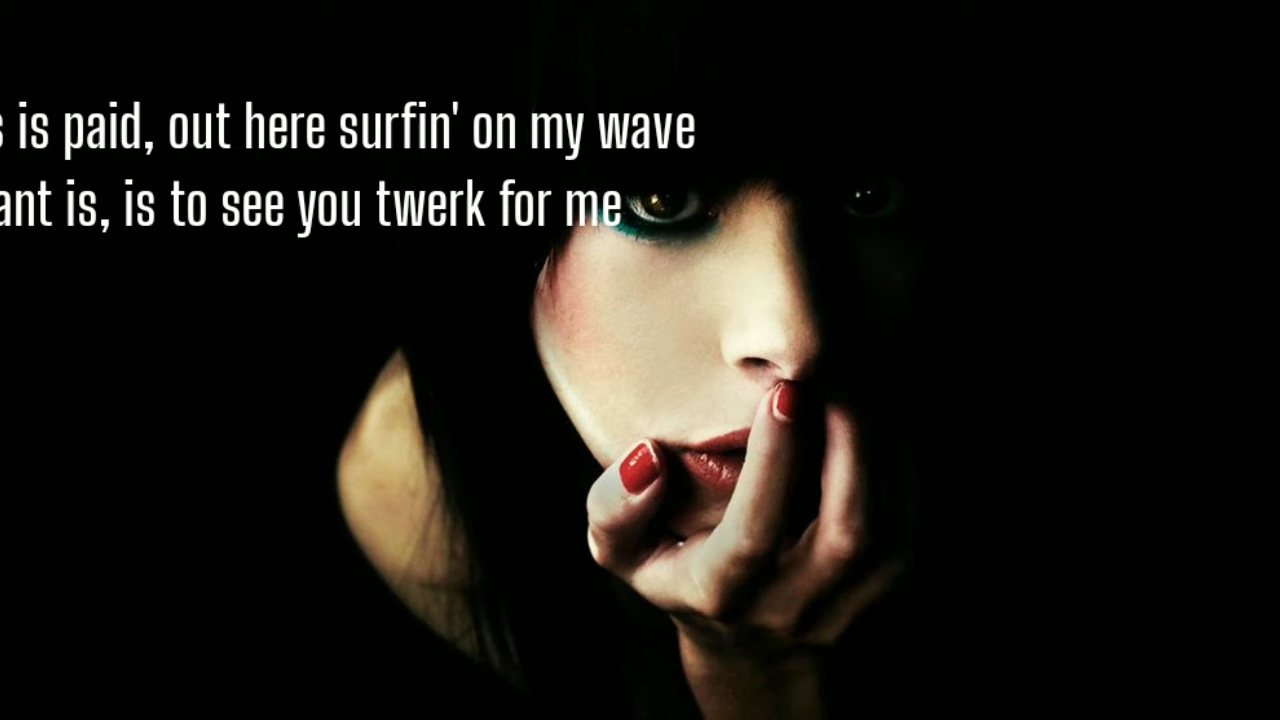 s is paid, out here surfin' on my wave
ant is, is to see you twerk for me